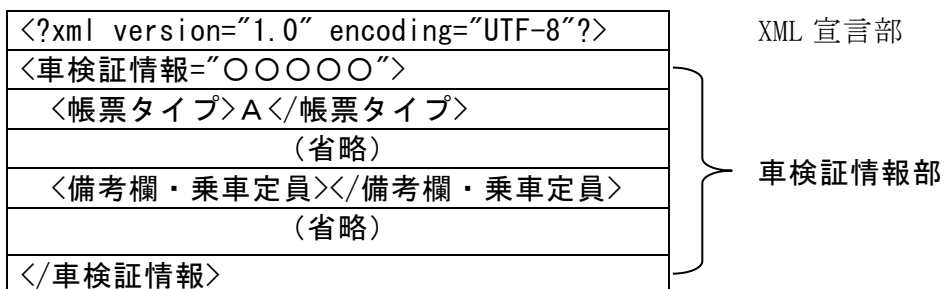 <?xml version="1.0" encoding="UTF-8"?> XML 宣言部
<車検証情報="○○○○○">
<帳票タイプ>A</帳票タイプ>
(省略)
<備考欄・乗車定員></備考欄・乗車定員>
車検証情報部
(省略)
</車検証情報>